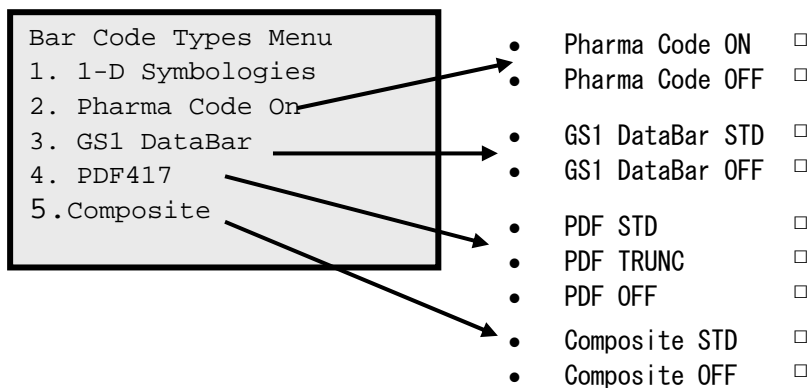 Bar Code Types Menu
1. 1-D Symbologies
2. Pharma Code On
3. GS1 DataBar
4. PDF417
5.Composite
• Pharma Code ON □
• Pharma Code OFF □
• GS1 DataBar STD □
• GS1 DataBar OFF □
• PDF STD □
• PDF TRUNC □
• PDF OFF □
• Composite STD □
• Composite OFF □